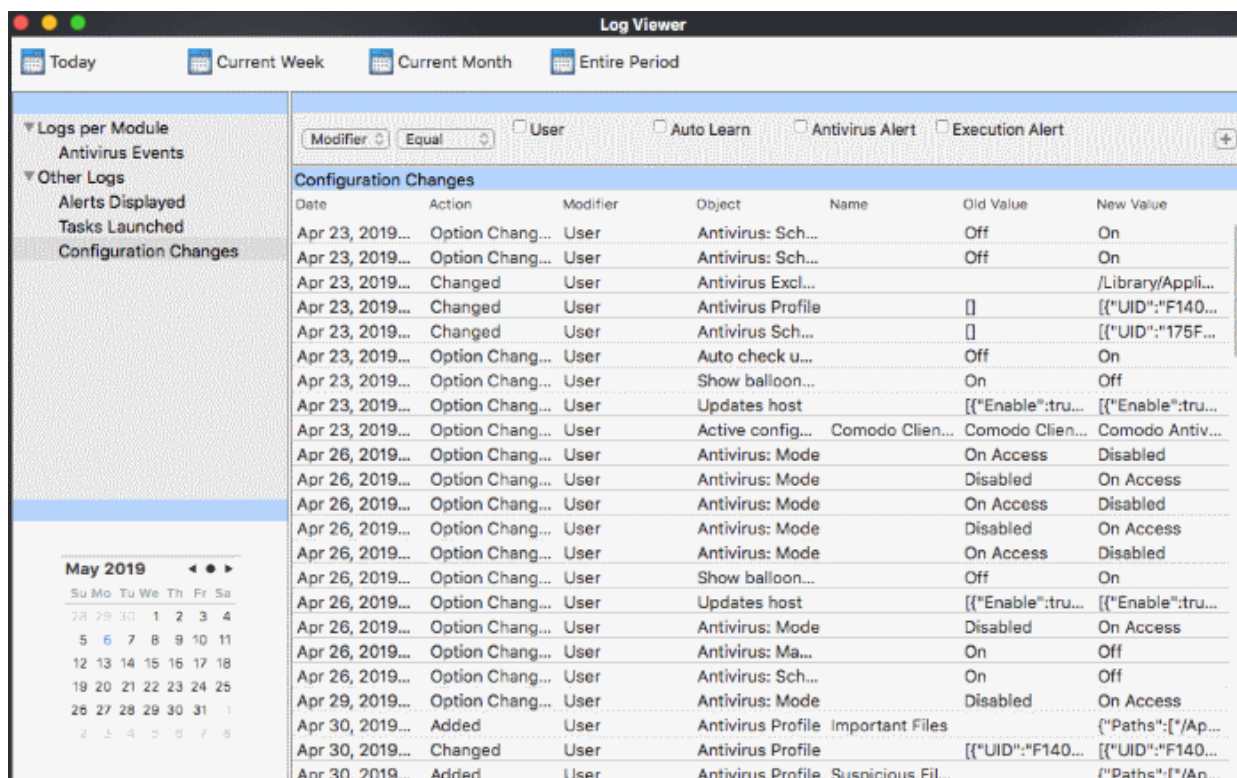 Log Viewer
Today Current Week Current Month Entire Period
Logs per Module
Antivirus Events
Other Logs
Alerts Displayed
Tasks Launched
Configuration Changes
Modifier Equal User Auto Learn Antivirus Alert Execution Alert +
Configuration Changes
Date Action Modifier Object Name Old Value New Value
Apr 23, 2019... Option Chang... User Antivirus: Sch... Off On
Apr 23, 2019... Option Chang... User Antivirus: Sch... Off On
Apr 23, 2019... Changed User Antivirus Excl... /Library/Appli...
Apr 23, 2019... Changed User Antivirus Profile [] [{"UID":"F140...
Apr 23, 2019... Changed User Antivirus Sch... [] [{"UID":"175F...
Apr 23, 2019... Option Chang... User Auto check u... Off On
Apr 23, 2019... Option Chang... User Show balloon... On Off
Apr 23, 2019... Option Chang... User Updates host [{"Enable":tru... [{"Enable":tru...
Apr 23, 2019... Option Chang... User Active config... Comodo Clien... Comodo Clien... Comodo Antiv...
Apr 26, 2019... Option Chang... User Antivirus: Mode On Access Disabled
Apr 26, 2019... Option Chang... User Antivirus: Mode Disabled On Access
Apr 26, 2019... Option Chang... User Antivirus: Mode On Access Disabled
Apr 26, 2019... Option Chang... User Antivirus: Mode Disabled On Access
Apr 26, 2019... Option Chang... User Antivirus: Mode On Access Disabled
Apr 26, 2019... Option Chang... User Show balloon... Off On
Apr 26, 2019... Option Chang... User Updates host [{"Enable":tru... [{"Enable":tru...
Apr 26, 2019... Option Chang... User Antivirus: Mode Disabled On Access
Apr 26, 2019... Option Chang... User Antivirus: Ma... On Off
Apr 26, 2019... Option Chang... User Antivirus: Sch... On Off
Apr 29, 2019... Option Chang... User Antivirus: Mode Disabled On Access
Apr 30, 2019... Added User Antivirus Profile Important Files {"Paths":["/Ap...
Apr 30, 2019... Changed User Antivirus Profile [{"UID":"F140... [{"UID":"F140...
Apr 30, 2019... Added User Antivirus Profile Suspicious Fil... {"Paths":["/Ap...
May 2019
Su Mo Tu We Th Fr Sa
28 29 30 1 2 3 4
5 6 7 8 9 10 11
12 13 14 15 16 17 18
19 20 21 22 23 24 25
26 27 28 29 30 31 1
2 3 4 5 6 7 8